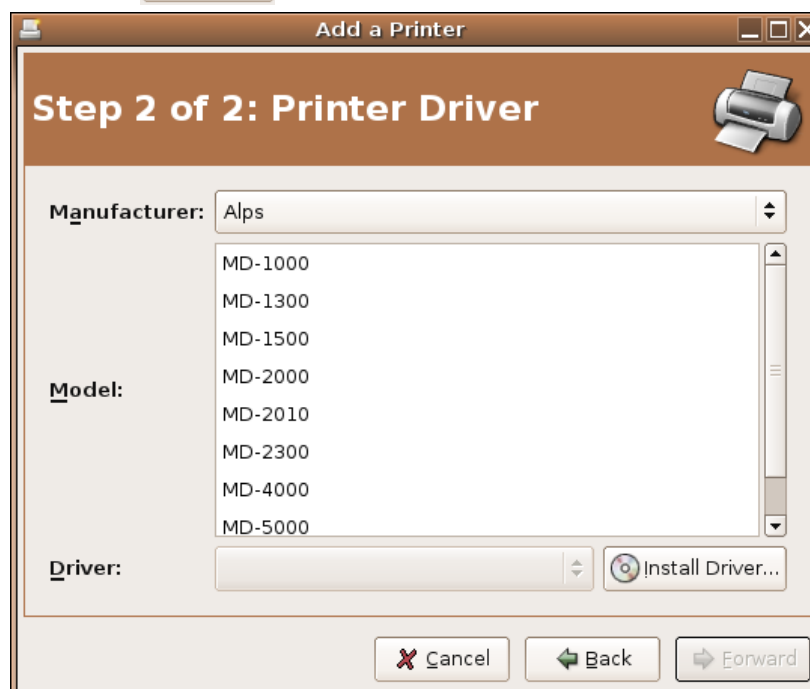 Add a Printer
Step 2 of 2: Printer Driver
Manufacturer: Alps
MD-1000
MD-1300
MD-1500
MD-2000
Model:
MD-2010
MD-2300
MD-4000
MD-5000
Driver: Install Driver...
Cancel Back Forward